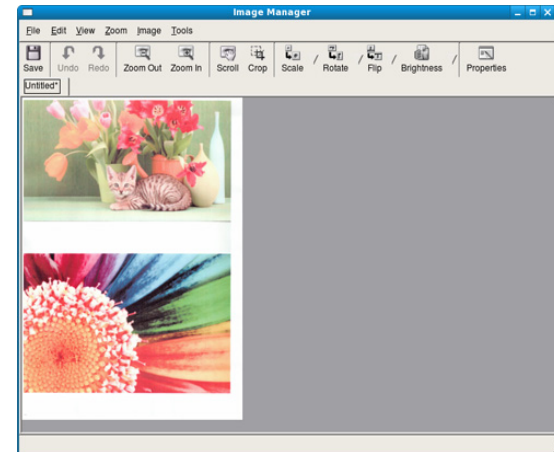 Image Manager
File Edit View Zoom Image Tools
Save Undo Redo Zoom Out Zoom In Scroll Crop Scale Rotate Flip Brightness Properties
Untitled*